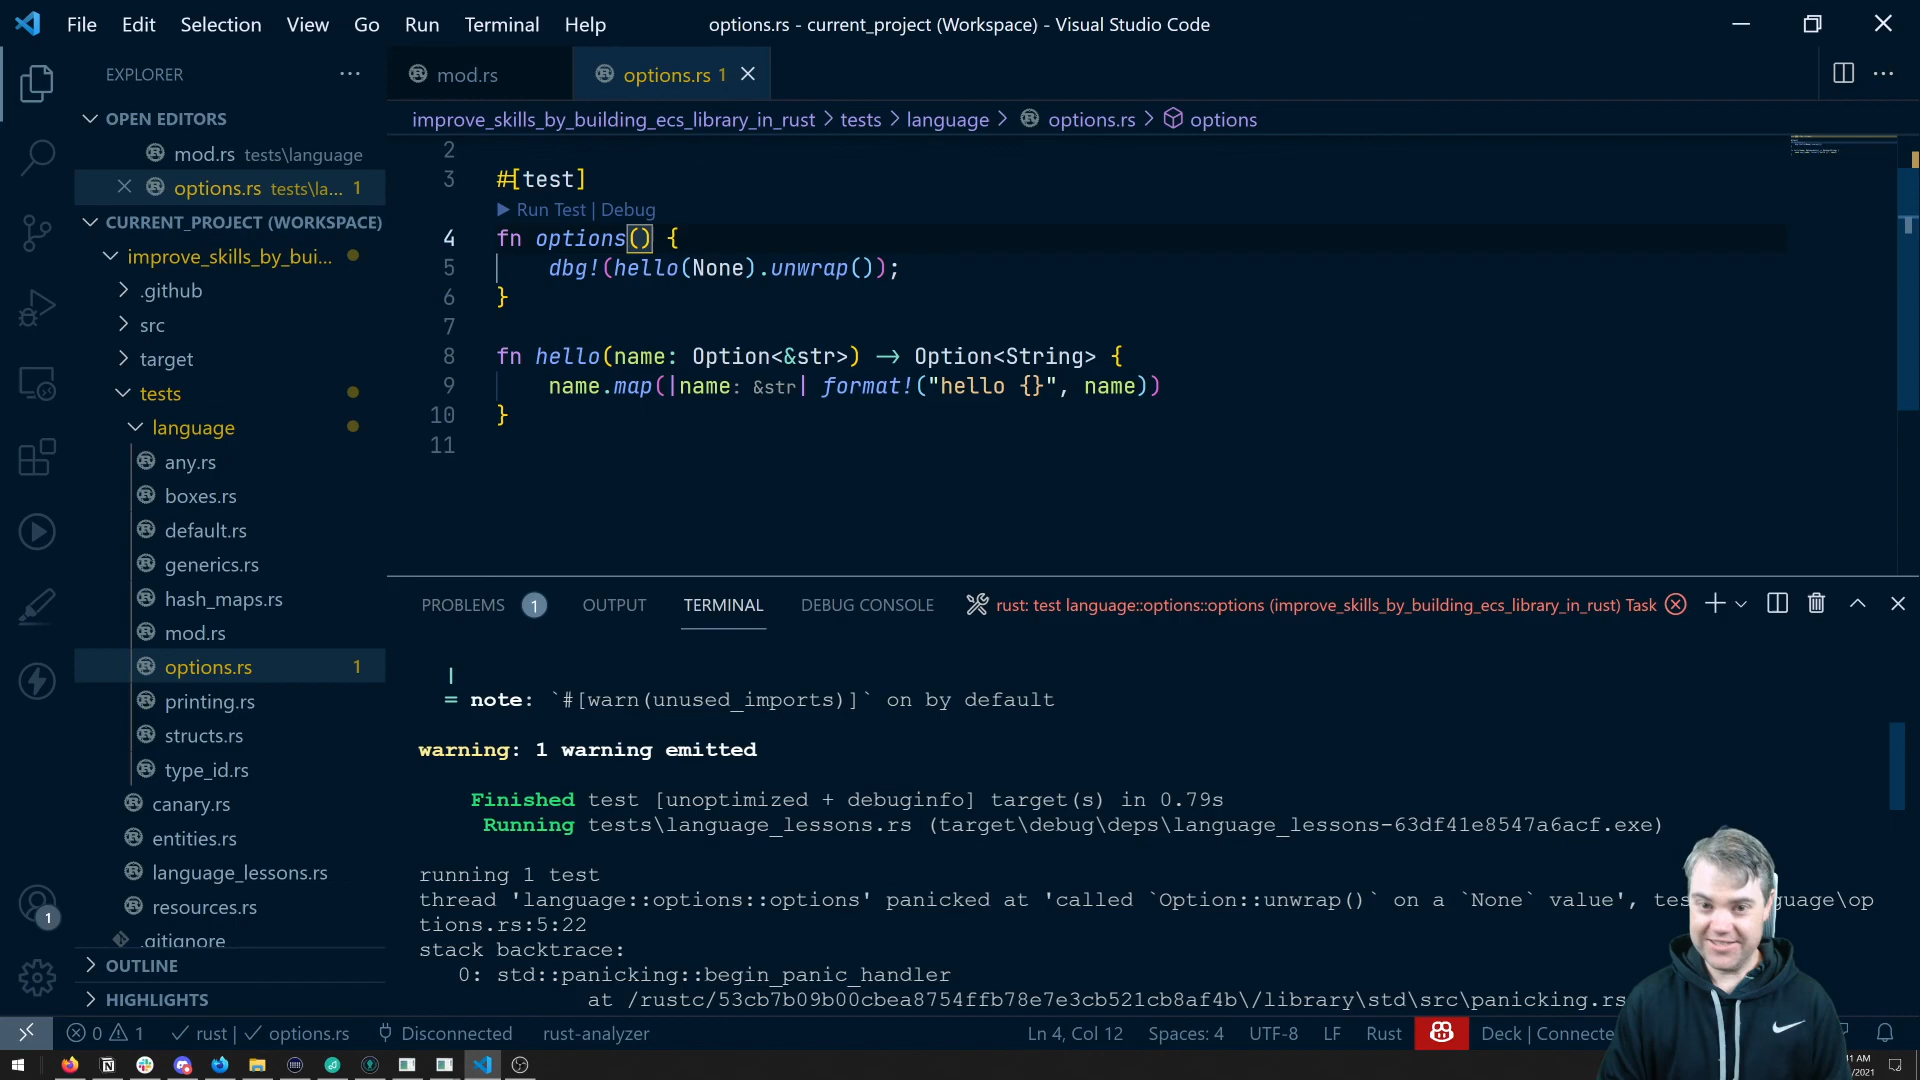 File Edit Selection View Go Run Terminal Help options.rs - current_project (Workspace) - Visual Studio Code
EXPLORER
mod.rs options.rs 1
OPEN EDITORS
mod.rs tests\language
options.rs tests\la... 1
CURRENT_PROJECT (WORKSPACE)
improve_skills_by_bui...
.github
src
target
tests
language
any.rs
boxes.rs
default.rs
generics.rs
hash_maps.rs
mod.rs
options.rs 1
printing.rs
structs.rs
type_id.rs
canary.rs
entities.rs
language_lessons.rs
resources.rs
.gitignore
OUTLINE
HIGHLIGHTS
improve_skills_by_building_ecs_library_in_rust > tests > language > options.rs > options
2
3 #[test]
Run Test | Debug
4 fn options() {
5 dbg!(hello(None).unwrap());
6 }
7
8 fn hello(name: Option<&str>) -> Option<String> {
9 name.map(|name: &str| format!("hello {}", name))
10 }
11
PROBLEMS 1 OUTPUT TERMINAL DEBUG CONSOLE rust: test language::options::options (improve_skills_by_building_ecs_library_in_rust) Task
|
= note: `#[warn(unused_imports)]` on by default
warning: 1 warning emitted
Finished test [unoptimized + debuginfo] target(s) in 0.79s
Running tests\language_lessons.rs (target\debug\deps\language_lessons-63df41e8547a6acf.exe)
running 1 test
thread 'language::options::options' panicked at 'called `Option::unwrap()` on a `None` value', tes guage\op
tions.rs:5:22
stack backtrace:
0: std::panicking::begin_panic_handler
at /rustc/53cb7b09b00cbea8754ffb78e7e3cb521cb8af4b\/library\std\src\panicking.rs
1
0 1 rust | options.rs Disconnected rust-analyzer Ln 4, Col 12 Spaces: 4 UTF-8 LF Rust Deck | Connecte